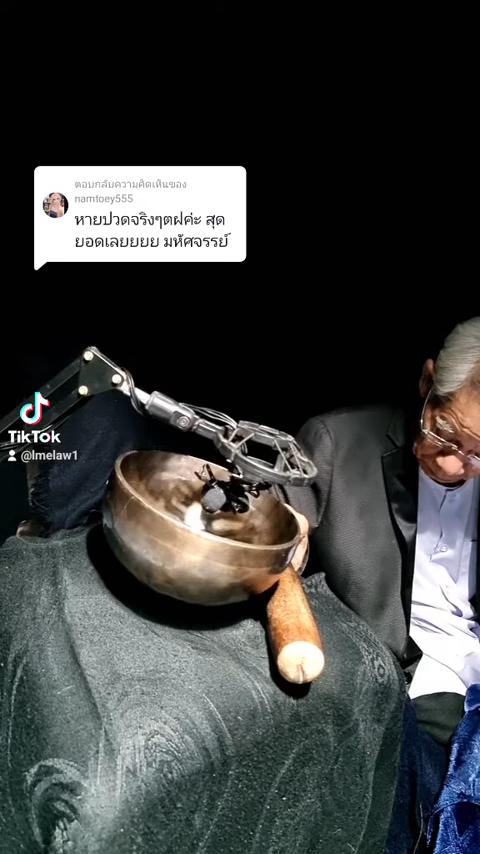 ตอบกลับความคิดเห็นของ
namtoey555
หายปวดจริงๆตฝค่ะ สุด
ยอดเลยยยย มหัศจรรย์
TikTok
@lmelaw1